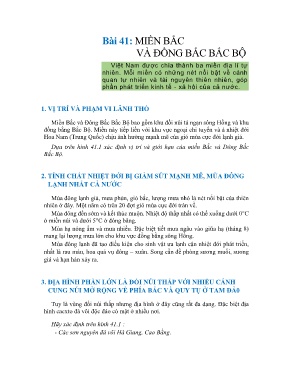 Bài 41: MIỀN BẮC
VÀ ĐÔNG BẮC BẮC BỘ
Việt Nam được chia thành ba miền địa lí tự
nhiên. Mỗi miền có những nét nổi bật về cảnh
quan tự nhiên và tài nguyên thiên nhiên, góp
phần phát triển kinh tế - xã hội của cả nước.
1. VỊ TRÍ VÀ PHẠM VI LÃNH THỔ
Miền Bắc và Đông Bắc Bắc Bộ bao gồm khu đồi núi tả ngạn sông Hồng và khu
đồng bằng Bắc Bộ. Miền này tiếp liền với khu vực ngoại chí tuyến và á nhiệt đới
Hoa Nam (Trung Quốc) chịu ảnh hưởng mạnh mẽ của gió mùa cực đới lạnh giá.
Dựa trên hình 41.1 xác định vị trí và giới hạn của miền Bắc và Đông Bắc
Bắc Bộ.
2. TÍNH CHẤT NHIỆT ĐỚI BỊ GIẢM SÚT MẠNH MẼ, MÙA ĐÔNG
LẠNH NHẤT CẢ NƯỚC
Mùa đông lạnh giá, mưa phùn, gió bấc, lượng mưa nhỏ là nét nổi bật của thiên
nhiên ở đây. Mỗi năm có trên 20 đợt gió mùa cực đới tràn về.
Mùa đông đến sớm và kết thúc muộn. Nhiệt độ thấp nhất có thể xuống dưới 0°C
ở miền núi và dưới 5°C ở đồng bằng.
Mùa hạ nóng ẩm và mưa nhiều. Đặc biệt tiết mưa ngâu vào giữa hạ (tháng 8)
mang lại lượng mưa lớn cho khu vực đồng bằng sông Hồng.
Mùa đông lạnh đã tạo điều kiện cho sinh vật ưa lạnh cận nhiệt đới phát triển,
nhất là rau màu, hoa quả vụ đông – xuân. Song cần đề phòng sương muối, sương
giá và hạn hán xảy ra.
3. ĐỊA HÌNH PHẦN LỚN LÀ ĐỒI NÚI THẤP VỚI NHIỀU CÁNH
CUNG NÚI MỞ RỘNG VỀ PHÍA BẮC VÀ QUY TỤ Ở TAM ĐẢO
Tuy là vùng đồi núi thấp nhưng địa hình ở đây cũng rất đa dạng. Đặc biệt địa
hình cacxtơ đá vôi độc đáo có mặt ở nhiều nơi.
Hãy xác định trên hình 41.1 :
- Các sơn nguyên đá vôi Hà Giang, Cao Bằng.